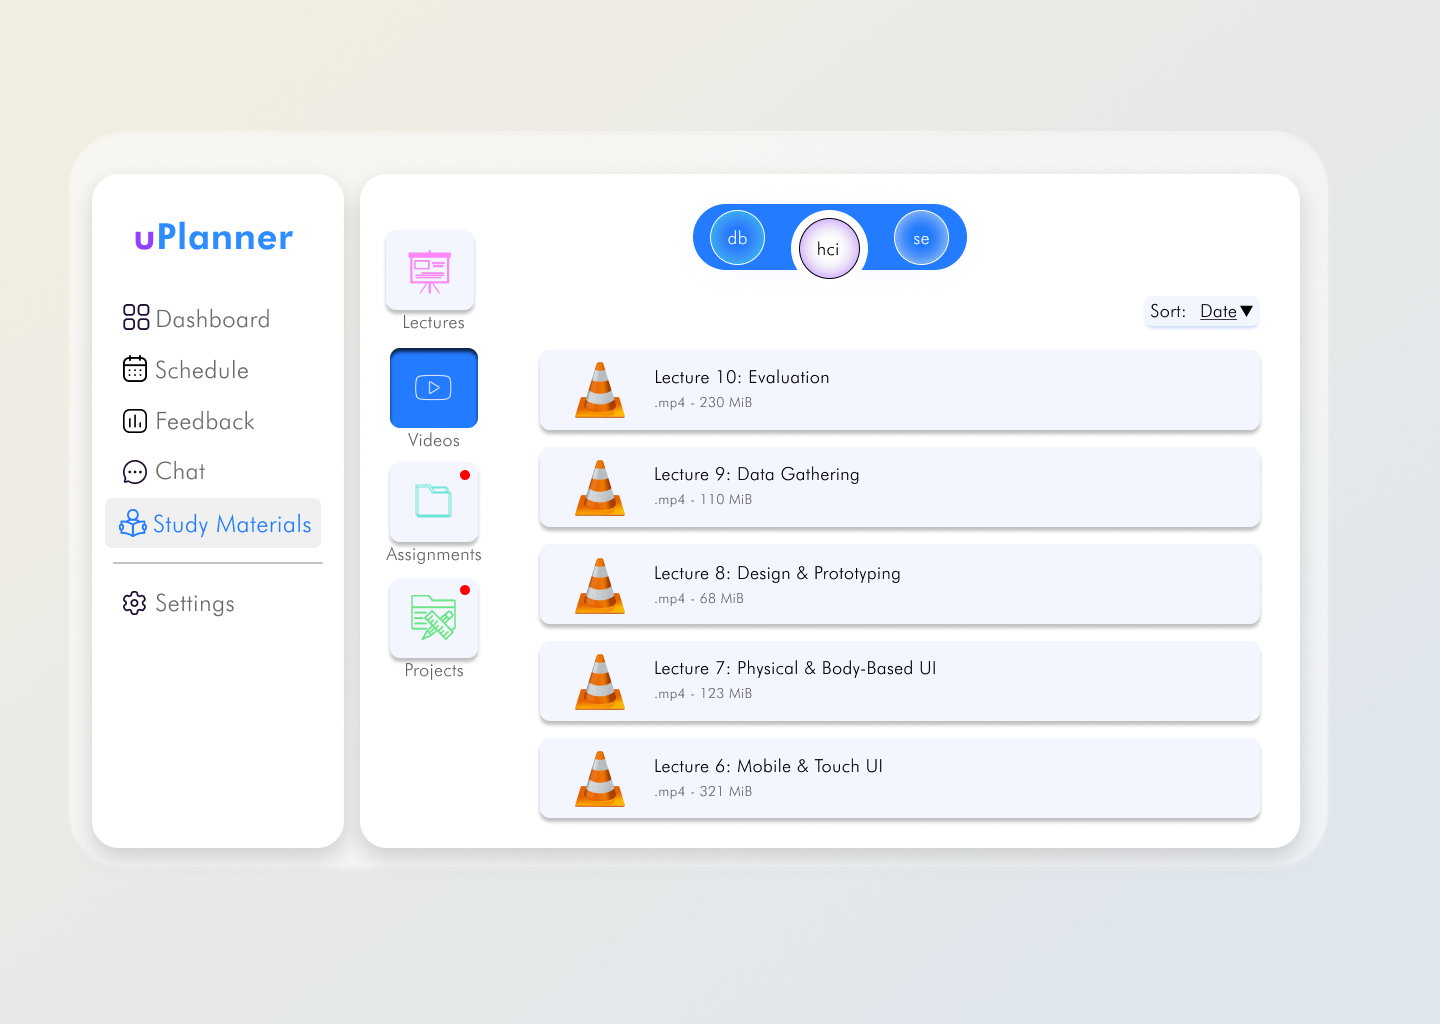 uPlanner
Dashboard
Schedule
Feedback
Chat
Study Materials
Settings
db
hci
se
Lectures
Videos
Assignments
Projects
Sort: Date▼
Lecture 10: Evaluation
.mp4 - 230 MiB
Lecture 9: Data Gathering
.mp4 - 110 MiB
Lecture 8: Design & Prototyping
.mp4 - 68 MiB
Lecture 7: Physical & Body-Based UI
.mp4 - 123 MiB
Lecture 6: Mobile & Touch UI
.mp4 - 321 MiB